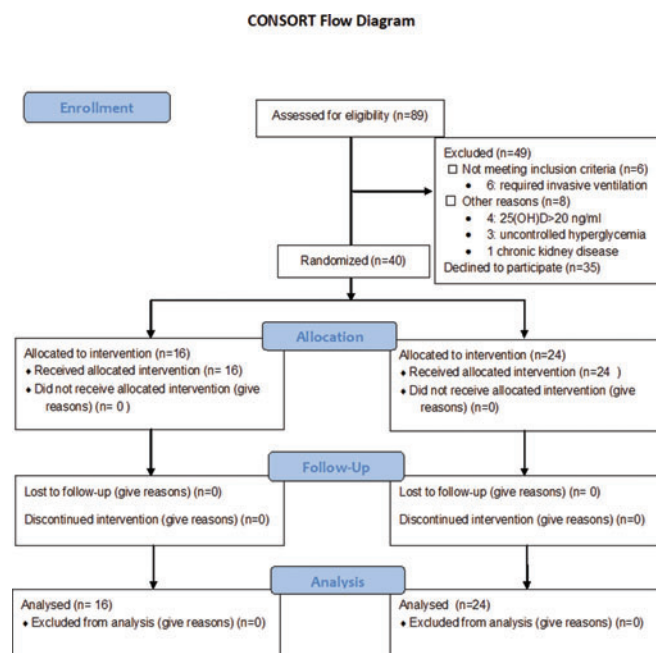 CONSORT Flow Diagram
Enrollment
Assessed for eligibility (n=89)
Excluded (n=49)
□ Not meeting inclusion criteria (n=6)
• 6: required invasive ventilation
□ Other reasons (n=8)
• 4: 25(OH)D>20 ng/ml
• 3: uncontrolled hyperglycemia
• 1 chronic kidney disease
Declined to participate (n=35)
Randomized (n=40)
Allocation
Allocated to intervention (n=16)
♦ Received allocated intervention (n= 16)
♦ Did not receive allocated intervention (give
reasons) (n= 0 )
Allocated to intervention (n=24)
♦ Received allocated intervention (n=24 )
♦ Did not receive allocated intervention (give
reasons) (n=0)
Follow-Up
Lost to follow-up (give reasons) (n=0)
Discontinued intervention (give reasons) (n=0)
Lost to follow-up (give reasons) (n= 0)
Discontinued intervention (give reasons) (n=0)
Analysis
Analysed (n= 16)
♦ Excluded from analysis (give reasons) (n=0)
Analysed (n=24)
♦ Excluded from analysis (give reasons) (n=0)